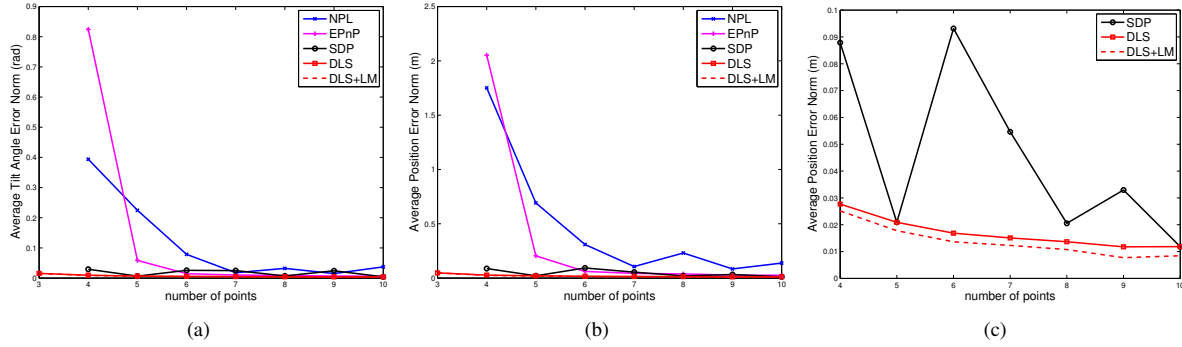 Average Tilt Angle Error Norm (rad)
0.9
0.8
0.7
0.6
0.5
0.4
0.3
0.2
0.1
0
3 4 5 6 7 8 9 10
number of points
NPL
EPnP
SDP
DLS
DLS+LM
(a)
Average Position Error Norm (m)
2.5
2
1.5
1
0.5
0
3 4 5 6 7 8 9 10
number of points
NPL
EPnP
SDP
DLS
DLS+LM
(b)
Average Position Error Norm (m)
0.1
0.09
0.08
0.07
0.06
0.05
0.04
0.03
0.02
0.01
0
4 5 6 7 8 9 10
number of points
SDP
DLS
DLS+LM
(c)